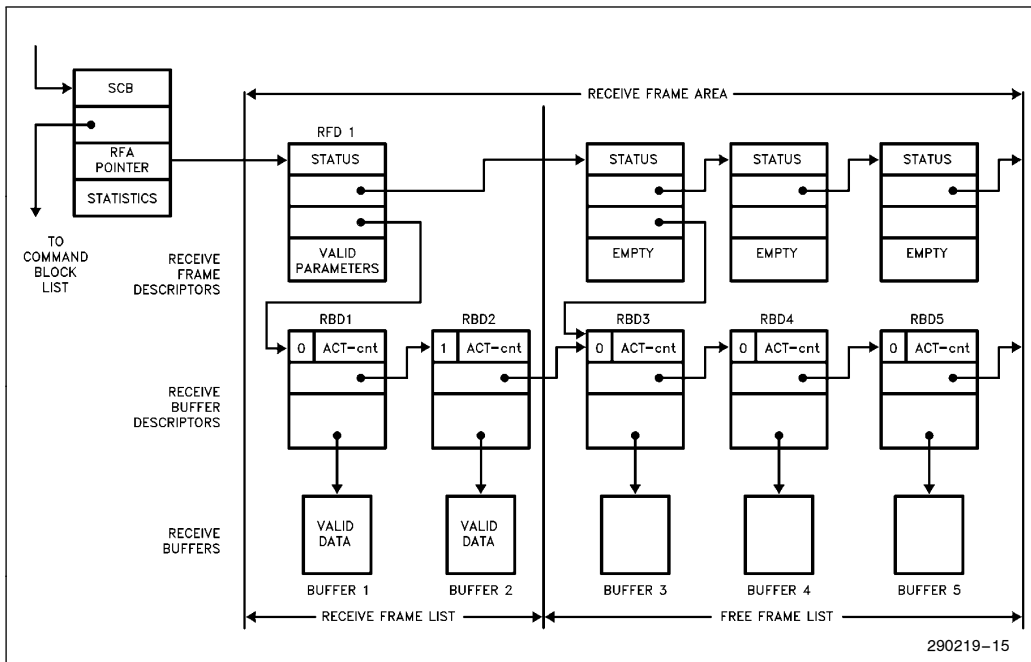 RECEIVE FRAME AREA
SCB
RFA
POINTER
STATISTICS
TO
COMMAND
BLOCK
LIST
RECEIVE
FRAME
DESCRIPTORS
RFD 1
STATUS
VALID
PARAMETERS
STATUS
EMPTY
STATUS
EMPTY
STATUS
EMPTY
RECEIVE
BUFFER
DESCRIPTORS
RBD1
0 ACT-cnt
RBD2
1 ACT-cnt
RBD3
0 ACT-cnt
RBD4
0 ACT-cnt
RBD5
0 ACT-cnt
RECEIVE
BUFFERS
VALID
DATA
BUFFER 1
VALID
DATA
BUFFER 2
BUFFER 3
BUFFER 4
BUFFER 5
RECEIVE FRAME LIST
FREE FRAME LIST
290219-15